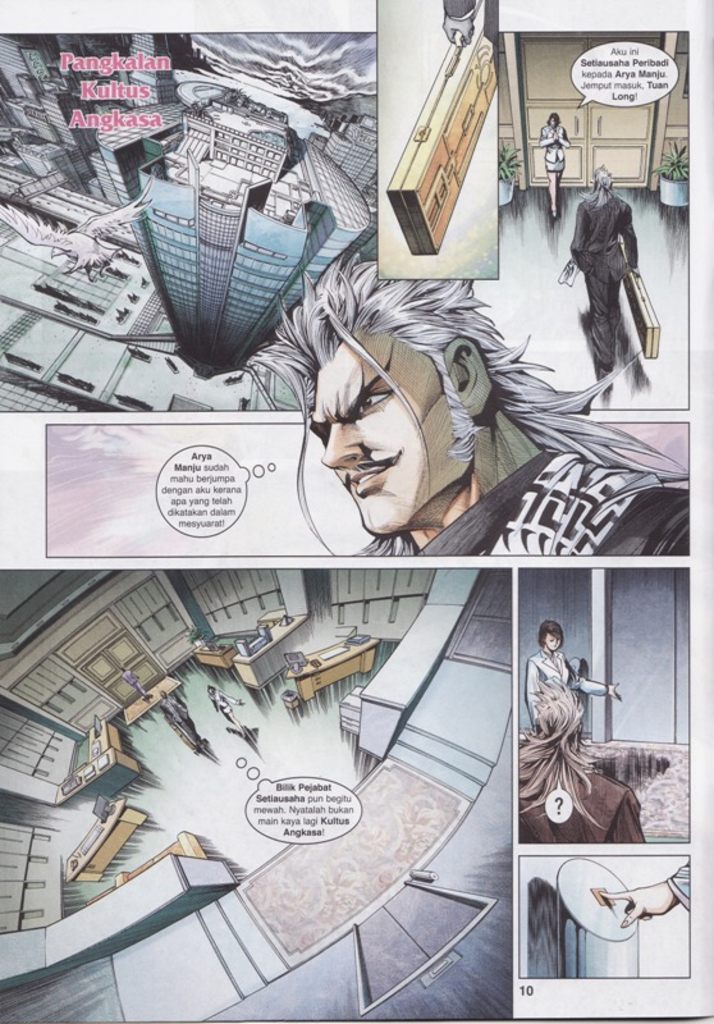 Pangkalan
Kultus
Angkasa
Aku ini
Setiausaha Peribadi
kepada Arya Manju.
Jemput masuk, Tuan
Long!
Arya
Manju sudah
mahu berjumpa
dengan aku kerana
apa yang telah
dikatakan dalam
mesyuarat!
Bilik Pejabat
Setiausaha pun begitu
mewah. Nyatalah bukan
main kaya lagi Kultus
Angkasa!
?
10